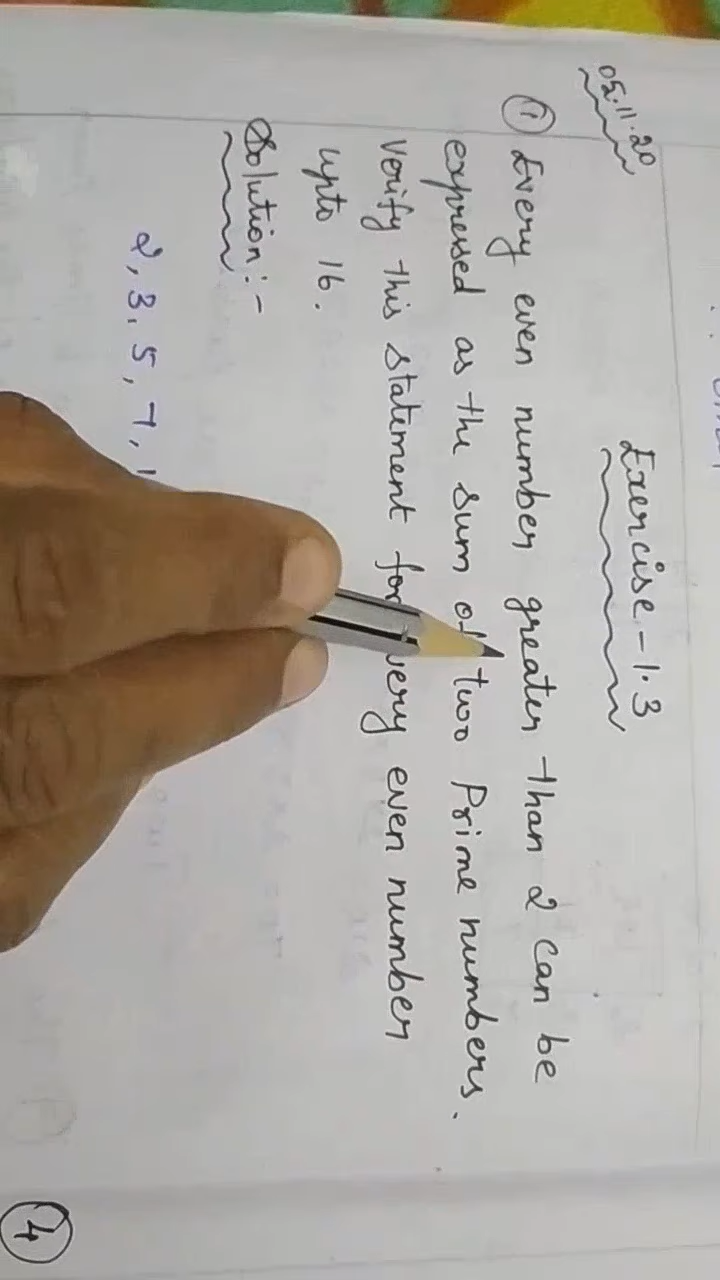 05.11.20
Exercise - 1.3
① Every even number greater than 2 can be
expressed as the sum of two Prime numbers.
Verify this statement for every even number
upto 16.
Solution :-
2, 3, 5, 7, 1
4